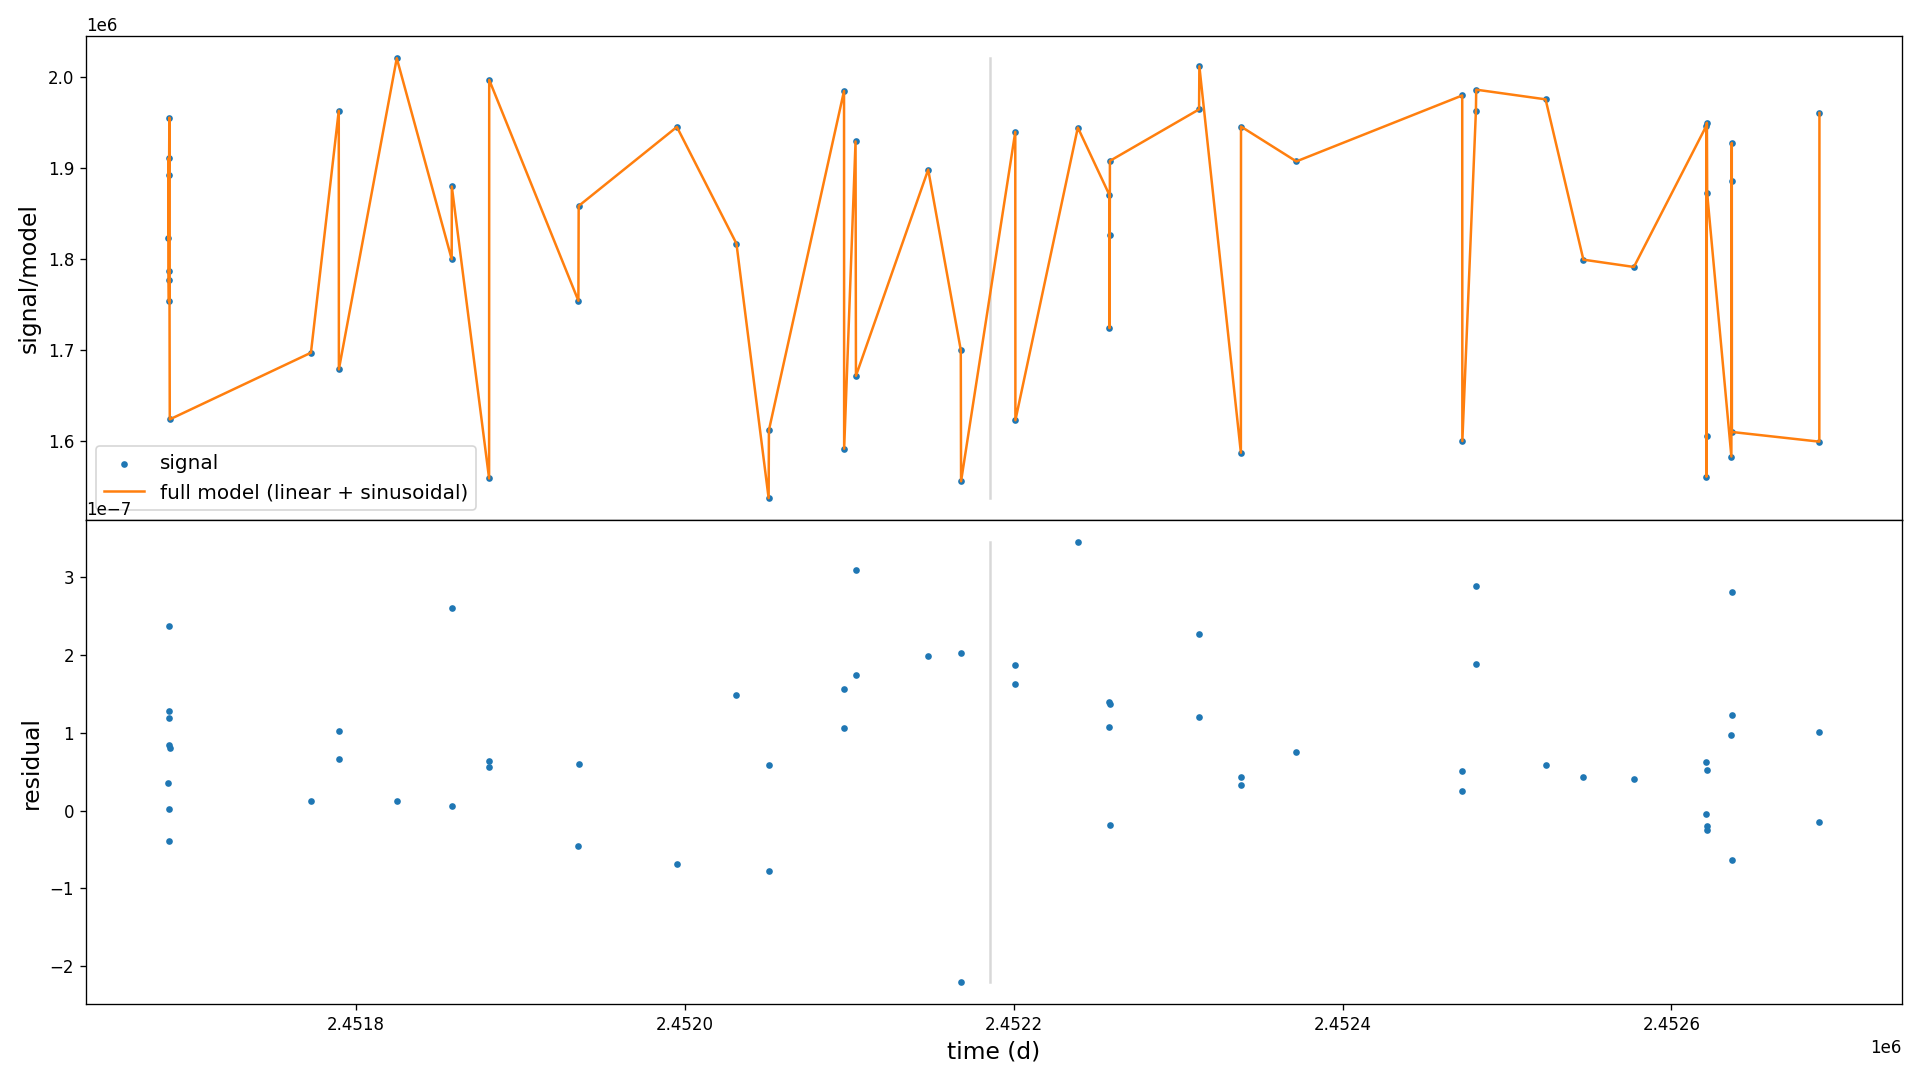 1e6
2.0
1.9
1.8
1.7
1.6
signal/model
signal
full model (linear + sinusoidal)
1e−7
3
2
1
0
−1
−2
residual
2.4518
2.4520
2.4522
2.4524
2.4526
1e6
time (d)